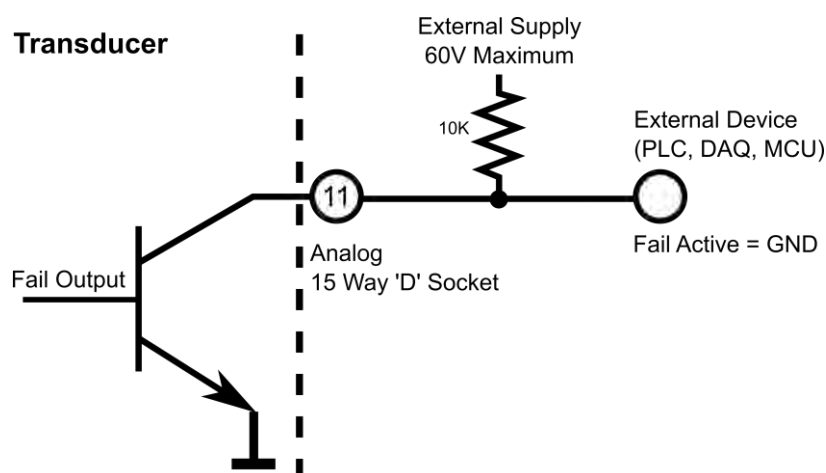 Transducer
External Supply
60V Maximum
10K
External Device
(PLC, DAQ, MCU)
11
Fail Active = GND
Analog
15 Way 'D' Socket
Fail Output